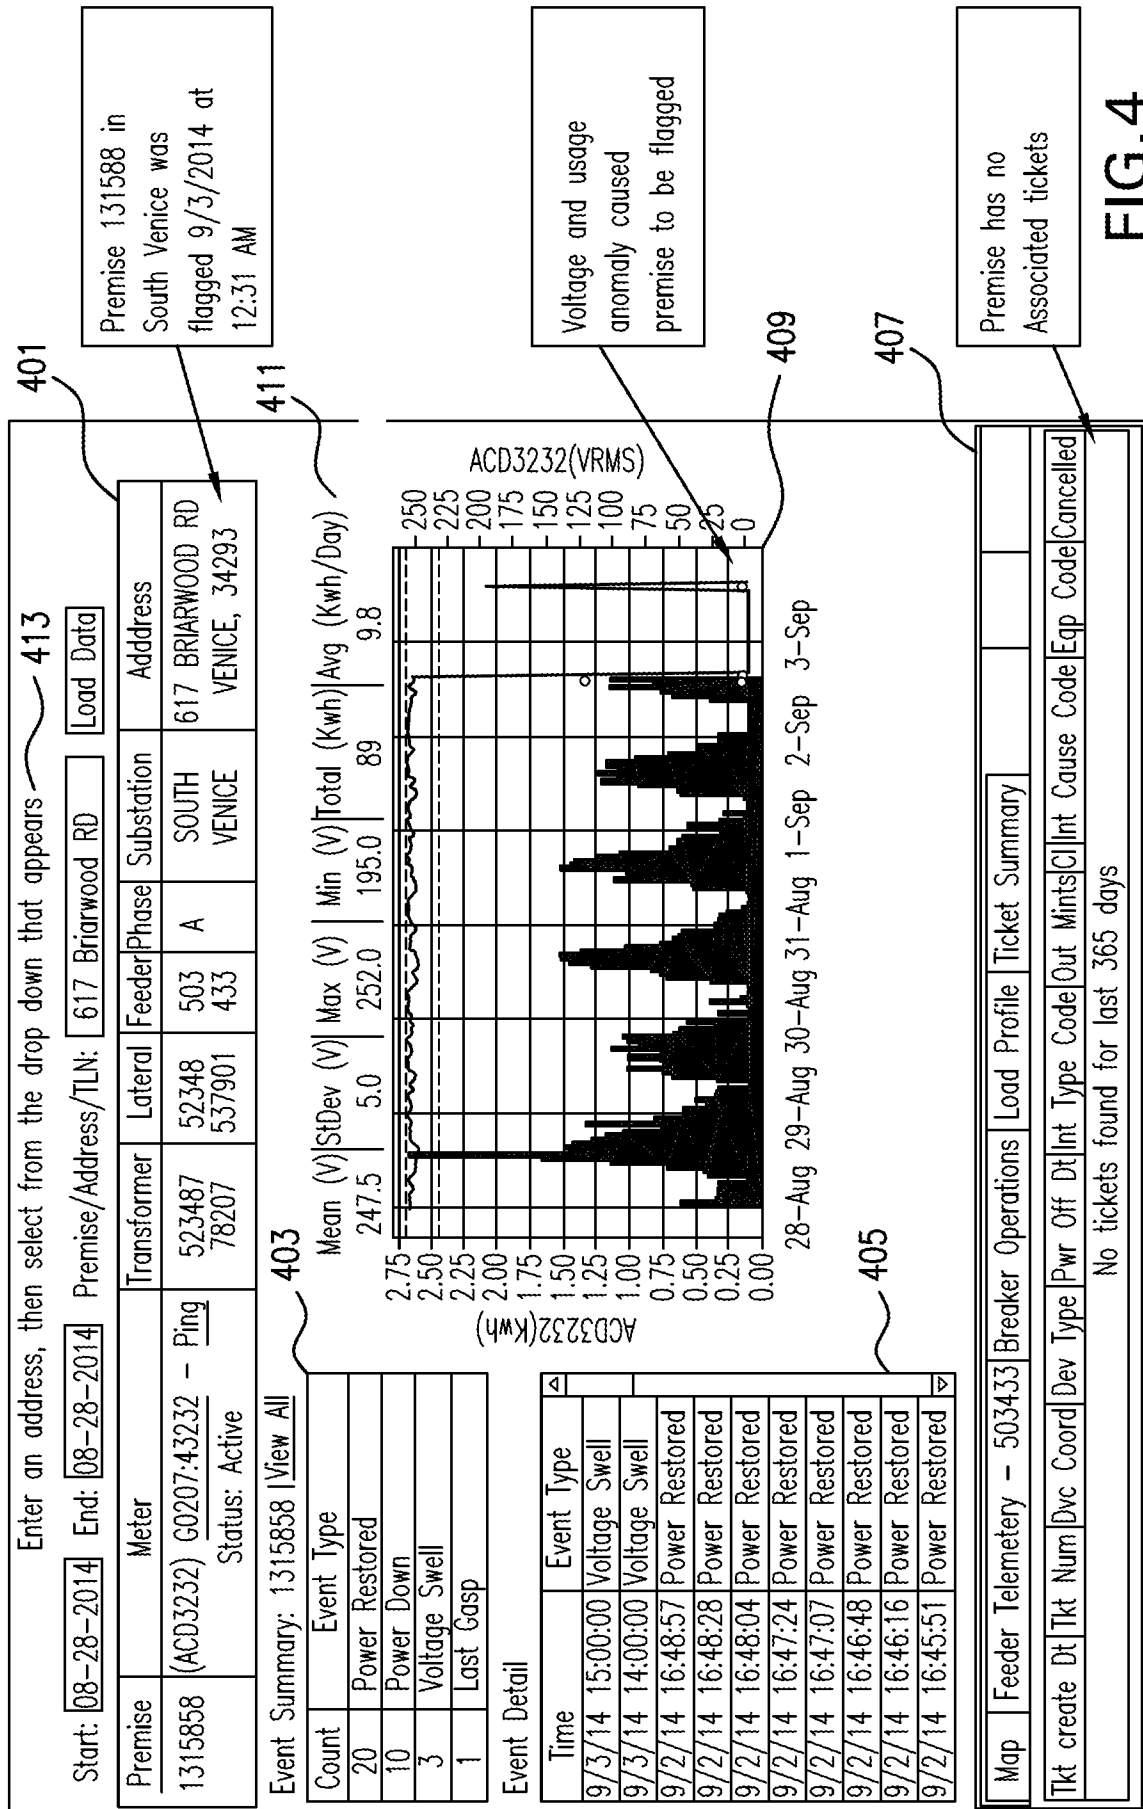 Enter an address, then select from the drop down that appears
413
Start: 08-28-2014 End: 08-28-2014 Premise/Address/TLN: 617 Briarwood RD Load Data
401
Premise Meter Transformer Lateral Feeder Phase Substation Adddress
1315858 (ACD3232) G0207:43232 – Ping 523487 52348 503 A SOUTH 617 BRIARWOOD RD
Status: Active 78207 537901 433 VENICE VENICE, 34293
Premise 131588 in
South Venice was
flagged 9/3/2014 at
12:31 AM
Event Summary: 1315858 |View All
403
Count Event Type
20 Power Restored
10 Power Down
3 Voltage Swell
1 Last Gasp
Mean (V) StDev (V) Max (V) Min (V) Total (Kwh) Avg (Kwh/Day)
247.5 5.0 252.0 195.0 89 9.8
411
ACD3232(Kwh)
2.75
2.50
2.25
2.00
1.75
1.50
1.25
1.00
0.75
0.50
0.25
0.00
250
225
200
175
150
125
100
75
50
25
0
ACD3232(VRMS)
28–Aug 29–Aug 30–Aug 31–Aug 1–Sep 2–Sep 3–Sep
Voltage and usage
anomaly caused
premise to be flagged
409
Event Detail
405
Time Event Type
9/3/14 15:00:00 Voltage Swell
9/3/14 14:00:00 Voltage Swell
9/2/14 16:48:57 Power Restored
9/2/14 16:48:28 Power Restored
9/2/14 16:48:04 Power Restored
9/2/14 16:47:24 Power Restored
9/2/14 16:47:07 Power Restored
9/2/14 16:46:48 Power Restored
9/2/14 16:46:16 Power Restored
9/2/14 16:45:51 Power Restored
407
Map Feeder Telemetery – 503433 Breaker Operations Load Profile Ticket Summary
Tkt create Dt Tkt Num Dvc Coord Dev Type Pwr Off Dt Int Type Code Out Mints CI Int Cause Code Eqp Code Cancelled
No tickets found for last 365 days
Premise has no
Associated tickets
FIG.4